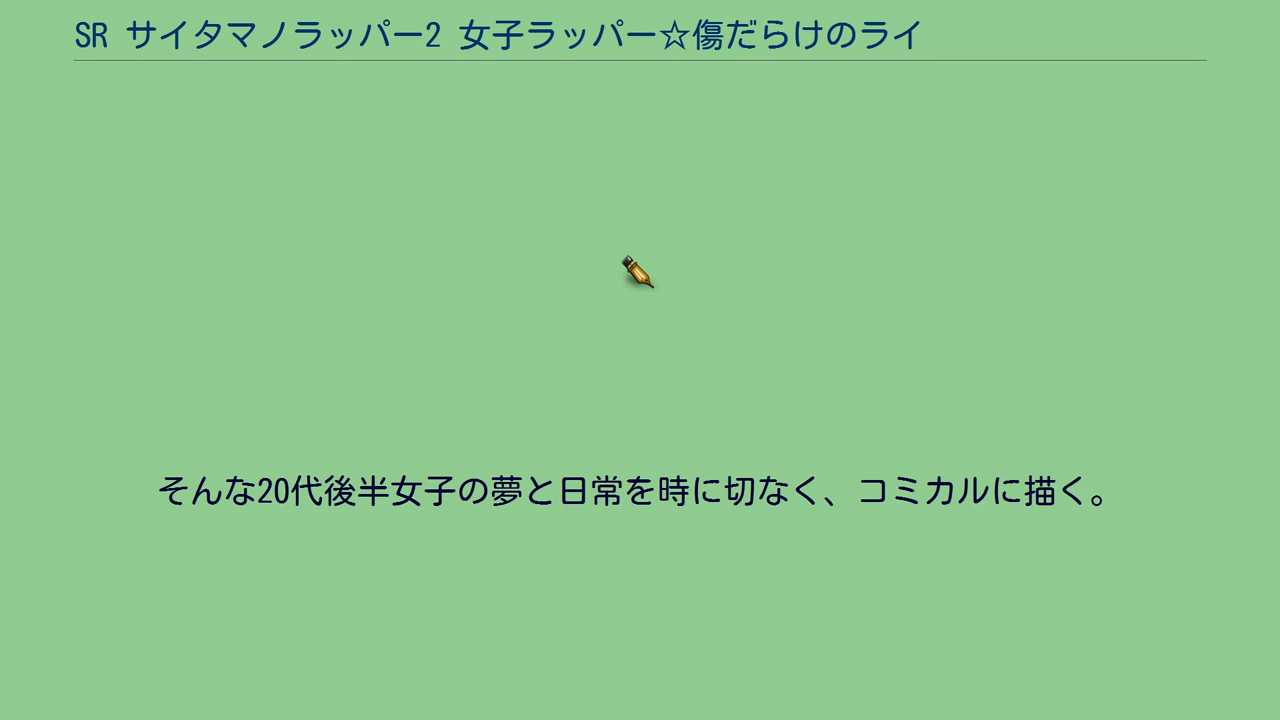 SR サイタマノラッパー2 女子ラッパー☆傷だらけのライ
そんな20代後半女子の夢と日常を時に切なく、コミカルに描く。